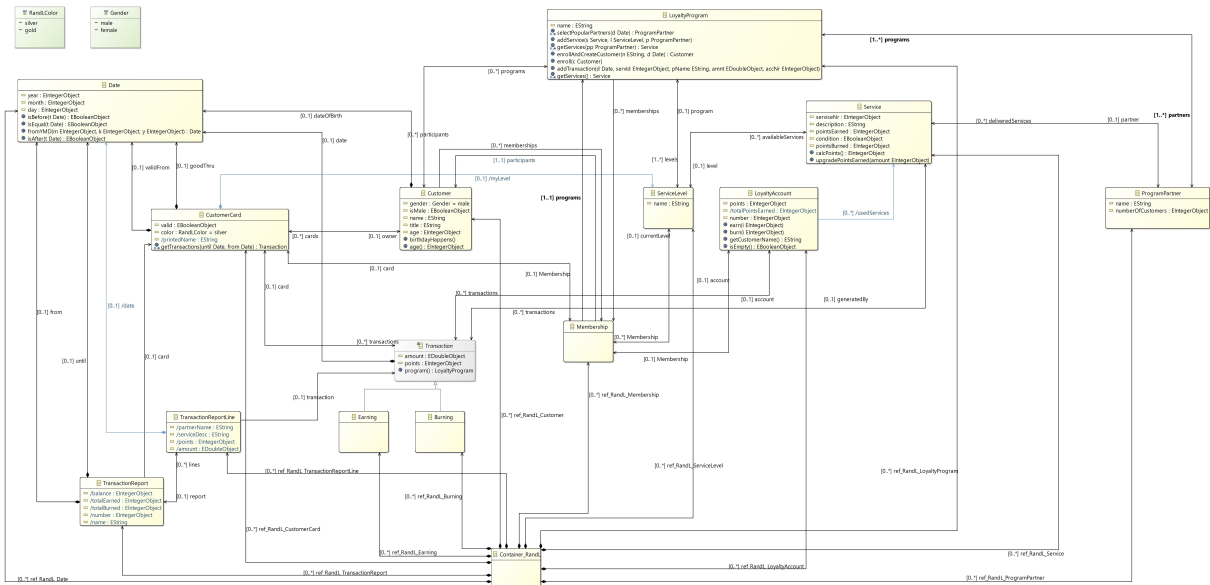 RandLColor
silver
gold
Gender
male
female
LoyaltyProgram
name : EString
selectPopularPartners(d Date) : ProgramPartner
addService(s Service, l ServiceLevel, p ProgramPartner)
getServices(pp ProgramPartner) : Service
enrollAndCreateCustomer(n EString, d Date) : Customer
enroll(c Customer)
addTransaction(d Date, servId EIntegerObject, pName EString, amnt EDoubleObject, accNr EIntegerObject)
getServices() : Service
[1..*] programs
[0..*] programs
Date
year : EIntegerObject
month : EIntegerObject
day : EIntegerObject
isBefore(t Date) : EBooleanObject
isEqual(t Date) : EBooleanObject
fromYMD(m EIntegerObject, k EIntegerObject, y EIntegerObject) : Date
isAfter(t Date) : EBooleanObject
[0..1] dateOfBirth
[0..1] date
[0..*] participants
[0..*] memberships
[0..1] program
Service
serviceNr : EIntegerObject
description : EString
pointsEarned : EIntegerObject
condition : EBooleanObject
pointsBurned : EIntegerObject
calcPoints() : EIntegerObject
upgradePointsEarned(amount EIntegerObject)
[0..*] deliveredServices
[0..1] partner
[1..*] partners
[0..*] availableServices
[0..*] memberships
[1..1] participants
[1..*] levels
[0..1] level
[0..1] validFrom
[0..1] goodThru
[0..1] /myLevel
[1..1] programs
Customer
gender : Gender = male
isMale : EBooleanObject
name : EString
title : EString
age : EIntegerObject
birthdayHappens()
age() : EIntegerObject
ServiceLevel
name : EString
LoyaltyAccount
points : EIntegerObject
/totalPointsEarned : EIntegerObject
number : EIntegerObject
earn(i EIntegerObject)
burn(i EIntegerObject)
getCustomerName() : EString
isEmpty() : EBooleanObject
[0..*] /usedServices
ProgramPartner
name : EString
numberOfCustomers : EIntegerObject
CustomerCard
valid : EBooleanObject
color : RandLColor = silver
/printedName : EString
getTransactions(until Date, from Date) : Transaction
[0..*] cards
[0..1] owner
[0..1] currentLevel
[0..1] card
[0..1] Membership
[0..1] account
[0..1] card
[0..*] transactions
[0..1] account
[0..1] generatedBy
[0..1] /date
[0..1] from
[0..*] transactions
Membership
[0..*] Membership
[0..*] transactions
Transaction
amount : EDoubleObject
points : EIntegerObject
program() : LoyaltyProgram
[0..1] Membership
[0..1] until
[0..1] card
[0..1] transaction
[0..*] ref_RandL_Membership
TransactionReportLine
/partnerName : EString
/serviceDesc : EString
/points : EIntegerObject
/amount : EDoubleObject
Earning
Burning
[0..*] ref_RandL_Customer
[0..*] lines
[0..*] ref_RandL_TransactionReportLine
[0..*] ref_RandL_ServiceLevel
[0..*] ref_RandL_LoyaltyProgram
TransactionReport
/balance : EIntegerObject
/totalEarned : EIntegerObject
/totalBurned : EIntegerObject
/number : EIntegerObject
/name : EString
[0..1] report
[0..*] ref_RandL_Burning
[0..*] ref_RandL_CustomerCard
[0..*] ref_RandL_Earning
Container_RandL
[0..*] ref_RandL_Service
[0..*] ref_RandL_LoyaltyAccount
[0..*] ref_RandL_TransactionReport
[0..*] ref_RandL_Date
[0..*] ref_RandL_ProgramPartner